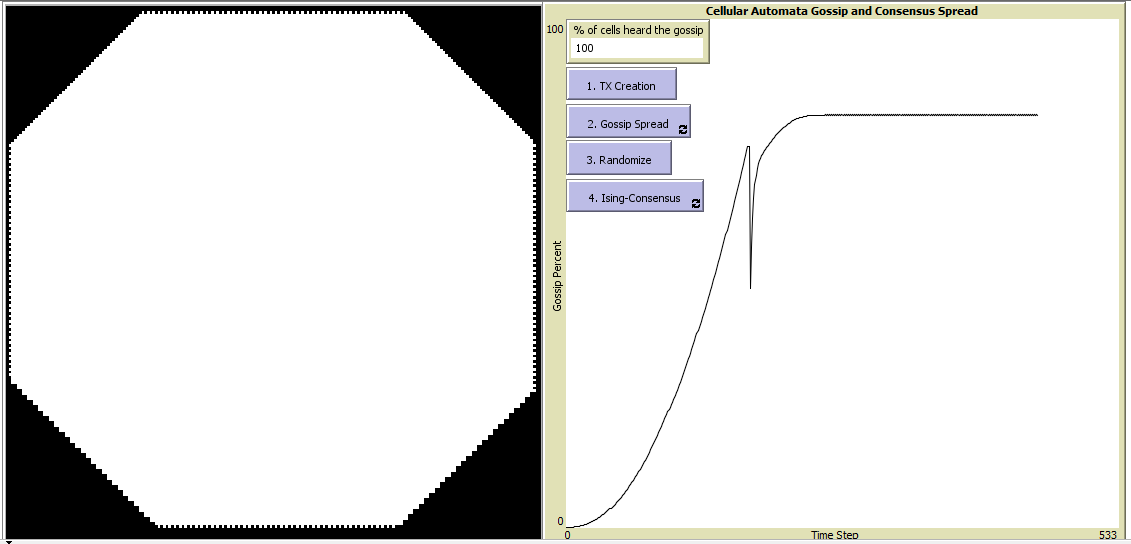 Cellular Automata Gossip and Consensus Spread
100
% of cells heard the gossip
100
1. TX Creation
2. Gossip Spread
3. Randomize
4. Ising-Consensus
Gossip Percent
0
0
Time Step
533